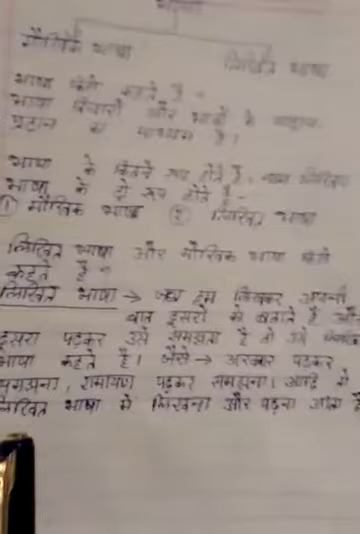 भाषा
मौखिक भाषा लिखित भाषा
भाषा किसे कहते है -
भाषा विचारों और भावों के आदान
प्रदान का माध्यम है।
भाषा के कितने रूप होते है, नाम लिखिए
भाषा के दो रूप होते है -
① मौखिक भाषा ② लिखित भाषा
लिखित भाषा और मौखिक भाषा किसे
कहते है -
लिखित भाषा → जब हम लिखकर अपनी
बात दूसरों को बताते है और
दूसरा पढ़कर उसे समझता है तो उसे लिखित
भाषा कहते है। जैसे → अखबार पढ़कर
समझना, रामायण पढ़कर समझना। आदि
लिखित भाषा मे लिखना और पढ़ना आता है